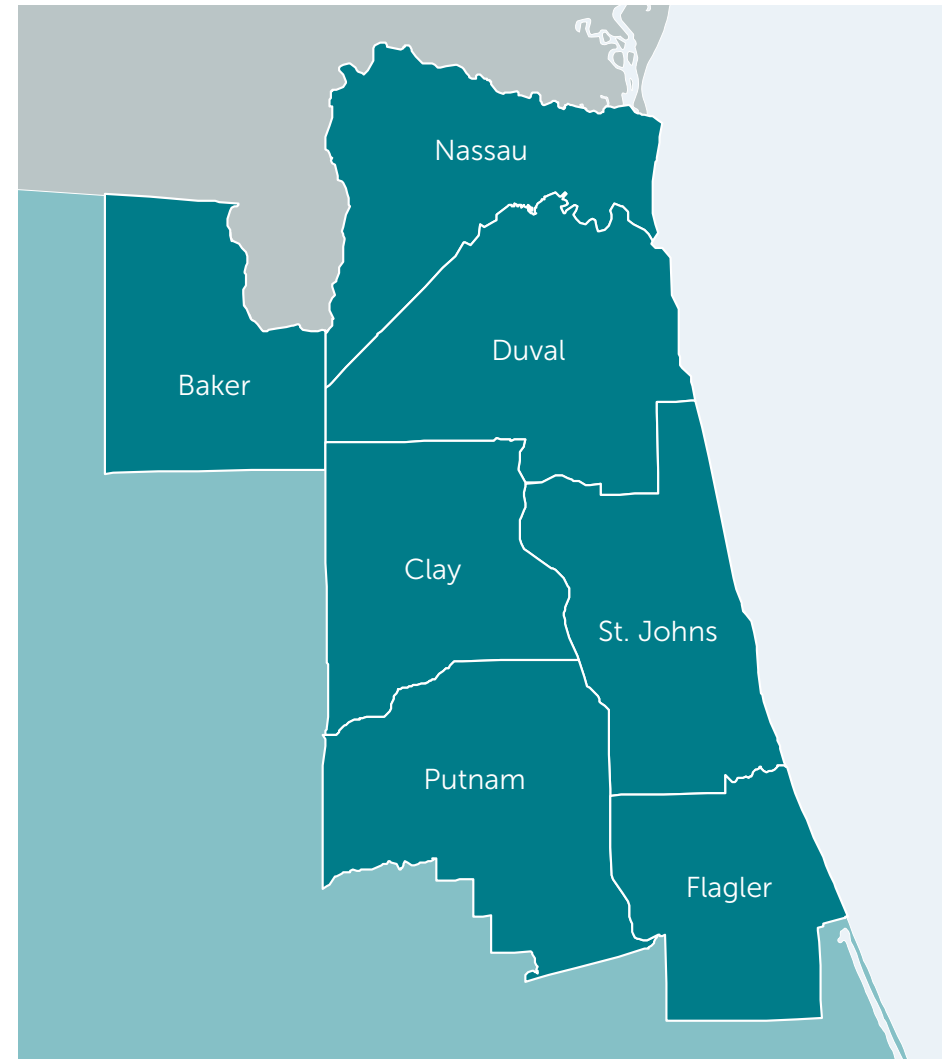 Nassau
Duval
Baker
Clay
St. Johns
Putnam
Flagler